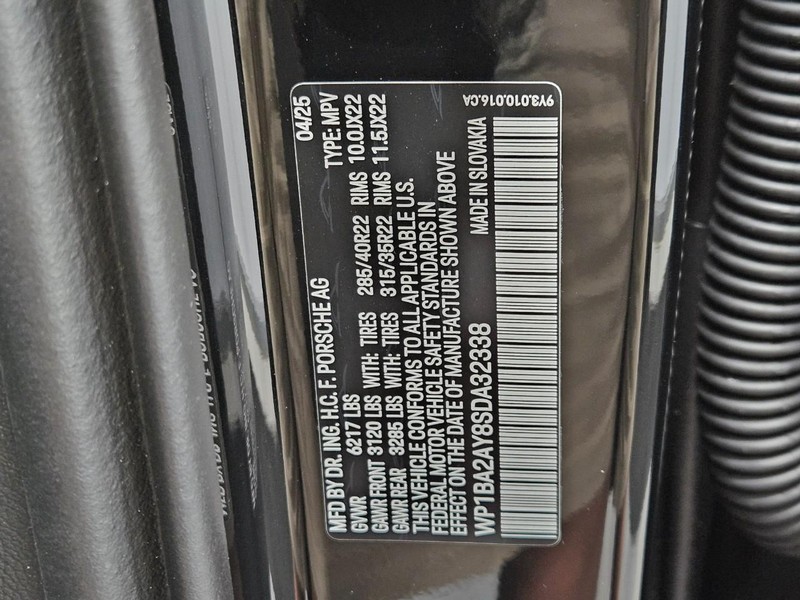 04/25
MFD BY DR. ING. H.C. F. PORSCHE AG TYPE: MPV
GVWR 6217 LBS
GAWR FRONT 3120 LBS WITH: TIRES 285/40R22 RIMS 10.0JX22
GAWR REAR 3285 LBS WITH: TIRES 315/35R22 RIMS 11.5JX22
THIS VEHICLE CONFORMS TO ALL APPLICABLE U.S.
FEDERAL MOTOR VEHICLE SAFETY STANDARDS IN
EFFECT ON THE DATE OF MANUFACTURE SHOWN ABOVE
WP1BA2AY8SDA32338 MADE IN SLOVAKIA
9Y3.010.016.CA